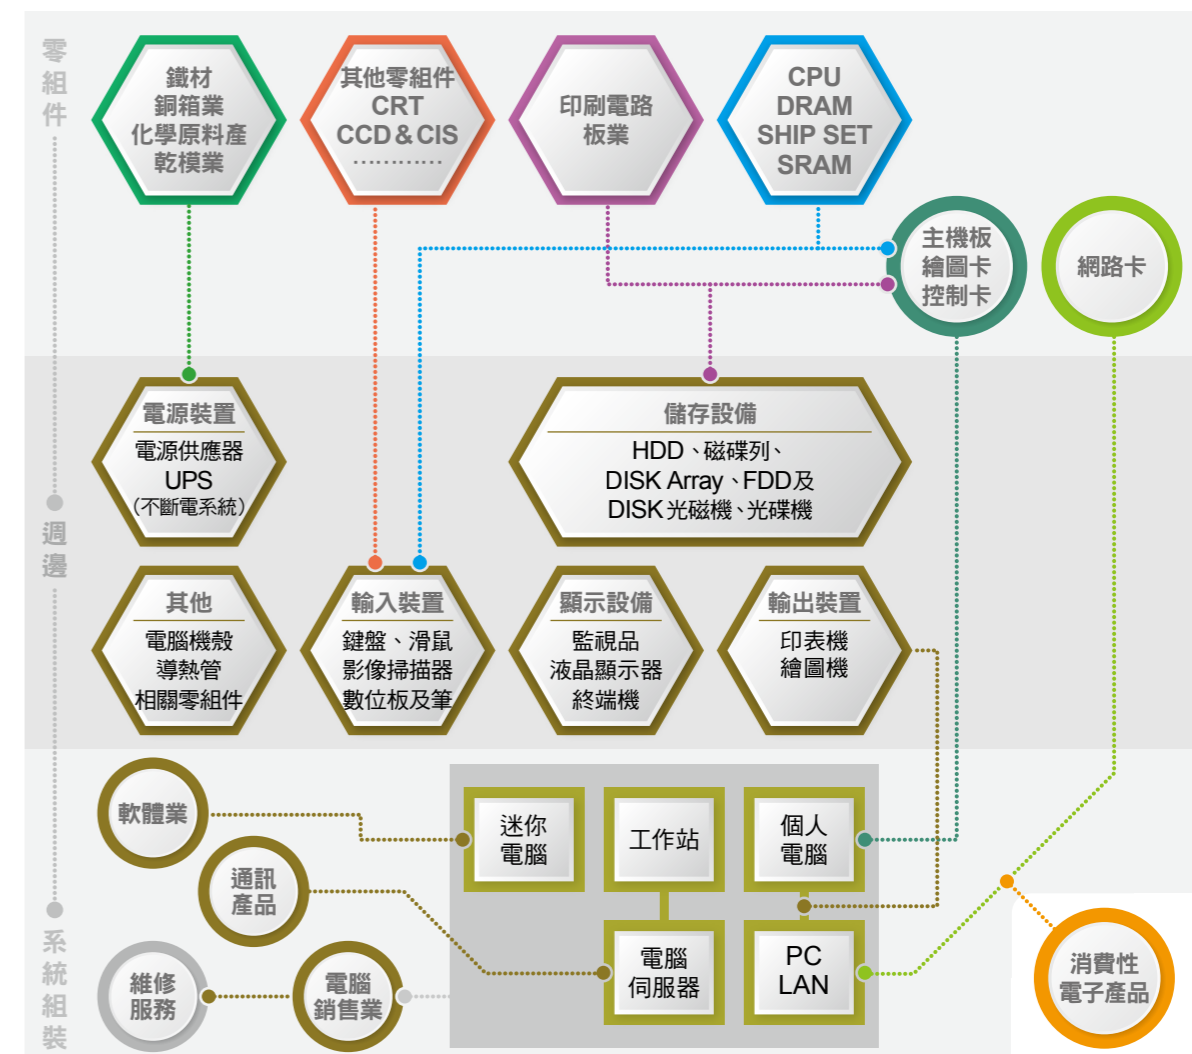 零組件
鐵材
銅箱業
化學原料產
乾模業
其他零組件
CRT
CCD & CIS
…………
印刷電路
板業
CPU
DRAM
SHIP SET
SRAM
主機板
繪圖卡
控制卡
網路卡
週邊
電源裝置
電源供應器
UPS
（不斷電系統）
儲存設備
HDD、磁碟列、
DISK Array、FDD及
DISK 光磁機、光碟機
其他
電腦機殼
導熱管
相關零組件
輸入裝置
鍵盤、滑鼠
影像掃描器
數位板及筆
顯示設備
監視品
液晶顯示器
終端機
輸出裝置
印表機
繪圖機
系統組裝
軟體業
通訊
產品
維修
服務
電腦
銷售業
迷你
電腦
工作站
個人
電腦
電腦
伺服器
PC
LAN
消費性
電子產品